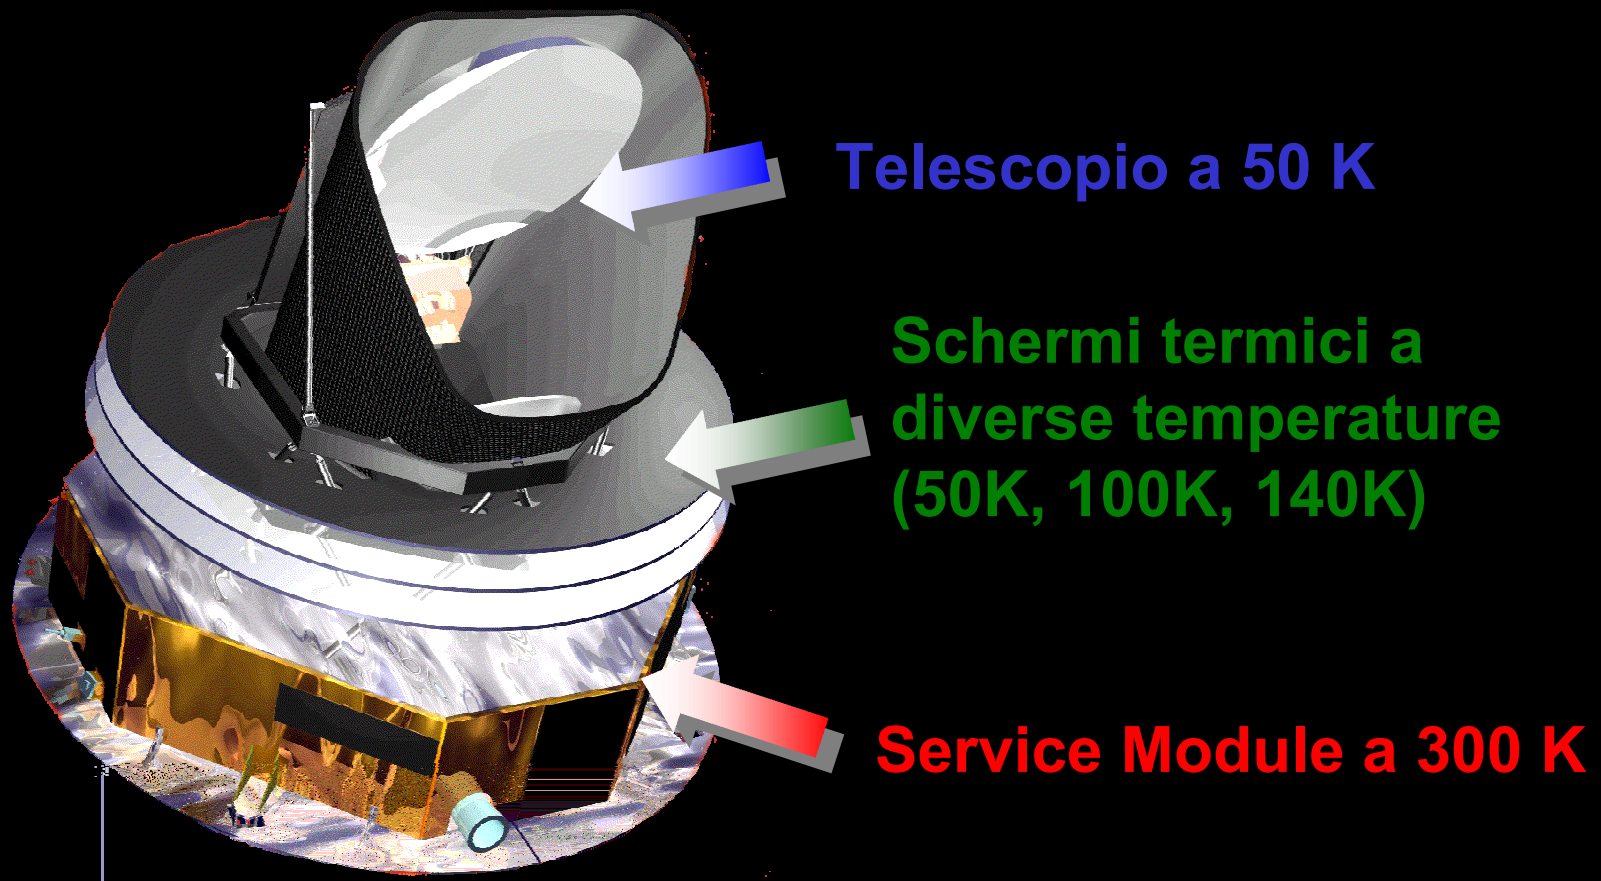 Telescopio a 50 K
Schermi termici a
diverse temperature
(50K, 100K, 140K)
Service Module a 300 K